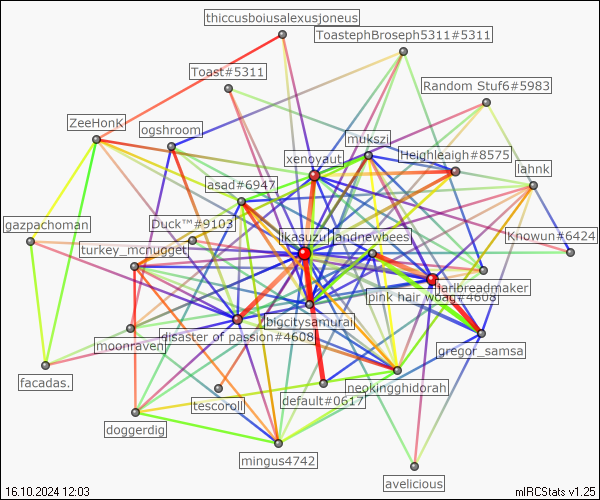 thiccusboiusalexusjoneus
ToastephBroseph5311#5311
Toast#5311
Random Stuf6#5983
ZeeHonK
ogshroom
mukszi
xenoyaut
Heighleaigh#8575
lahnk
asad#6947
gazpachoman
Duck™#9103
ikasuzu
andnewbees
Knowun#6424
turkey_mcnugget
larlbreadmaker
pink hair woag#4608
bigcitysamurai
moonraven
disaster of passion#4608
gregor_samsa
facadas.
neokingghidorah
tescoroll
default#0617
doggerdig
mingus4742
avelicious
16.10.2024 12:03
mIRCStats v1.25